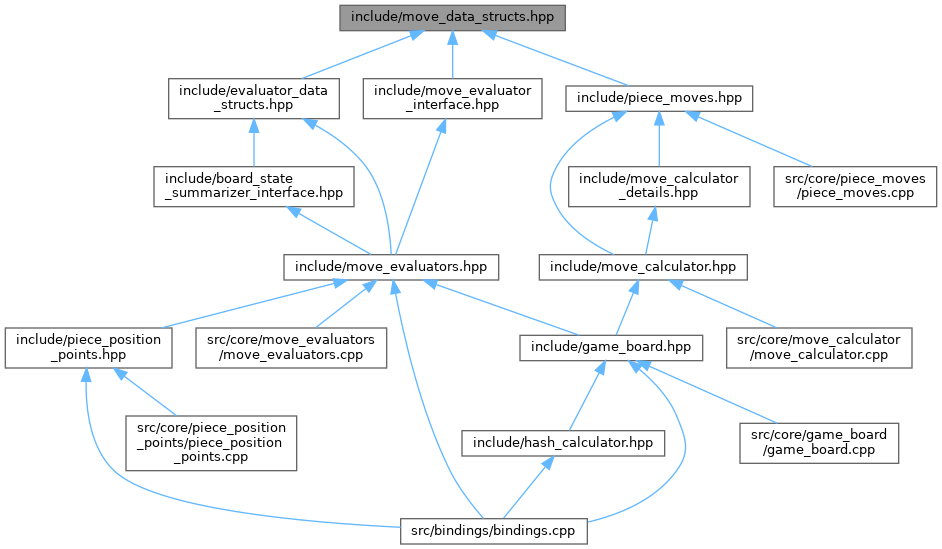 include/move_data_structs.hpp
include/evaluator_data
_structs.hpp
include/move_evaluator
_interface.hpp
include/piece_moves.hpp
include/board_state
_summarizer_interface.hpp
include/move_calculator
_details.hpp
src/core/piece_moves
/piece_moves.cpp
include/move_evaluators.hpp
include/move_calculator.hpp
include/piece_position
_points.hpp
src/core/move_evaluators
/move_evaluators.cpp
include/game_board.hpp
src/core/move_calculator
/move_calculator.cpp
src/core/piece_position
_points/piece_position
_points.cpp
include/hash_calculator.hpp
src/core/game_board
/game_board.cpp
src/bindings/bindings.cpp